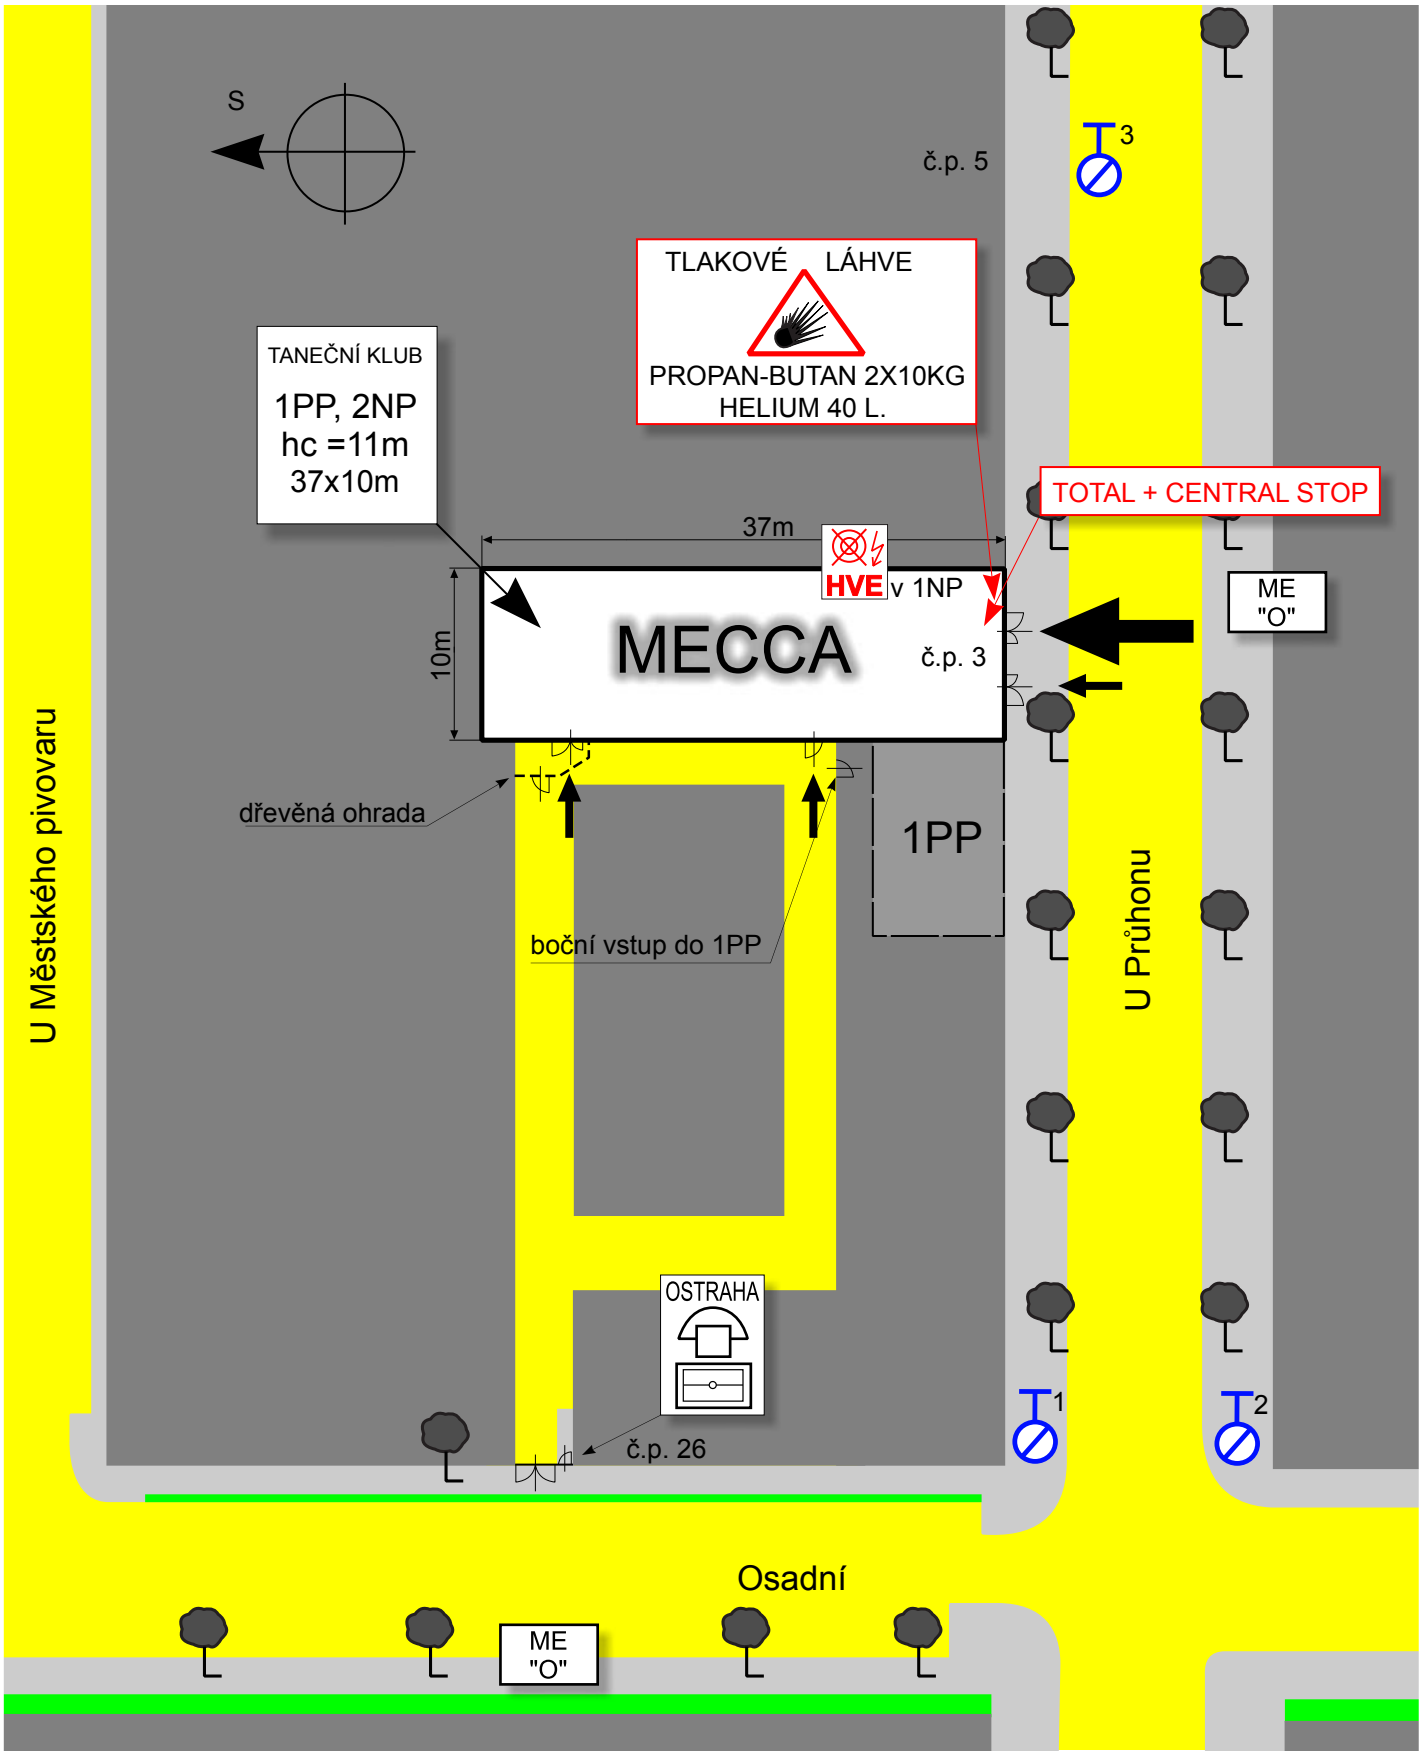 S
3
č.p. 5
TLAKOVÉ LÁHVE
PROPAN-BUTAN 2X10KG
HELIUM 40 L.
TANEČNÍ KLUB
1PP, 2NP
hc =11m
37x10m
TOTAL + CENTRAL STOP
37m
HVE v 1NP
ME
"O"
10m
MECCA
č.p. 3
U Městského pivovaru
dřevěná ohrada
1PP
U Průhonu
boční vstup do 1PP
OSTRAHA
1
2
č.p. 26
Osadní
ME
"O"